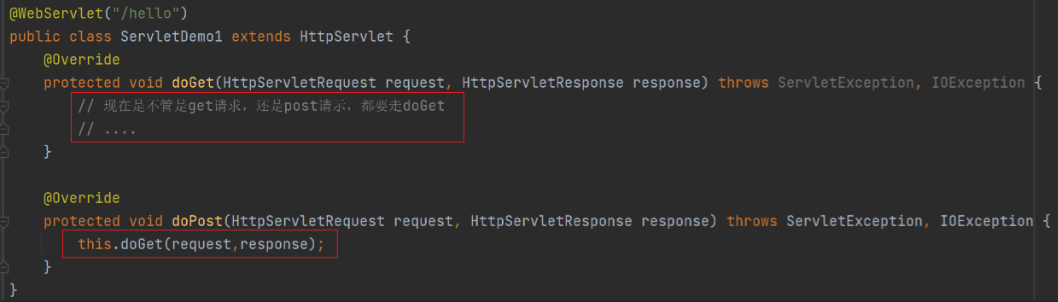 @WebServlet("/hello")
public class ServletDemo1 extends HttpServlet {
@Override
protected void doGet(HttpServletRequest request, HttpServletResponse response) throws ServletException, IOException {
// 现在是不管是get请求，还是post请示，都要走doGet
// ....
}
@Override
protected void doPost(HttpServletRequest request, HttpServletResponse response) throws ServletException, IOException {
this.doGet(request,response);
}
}